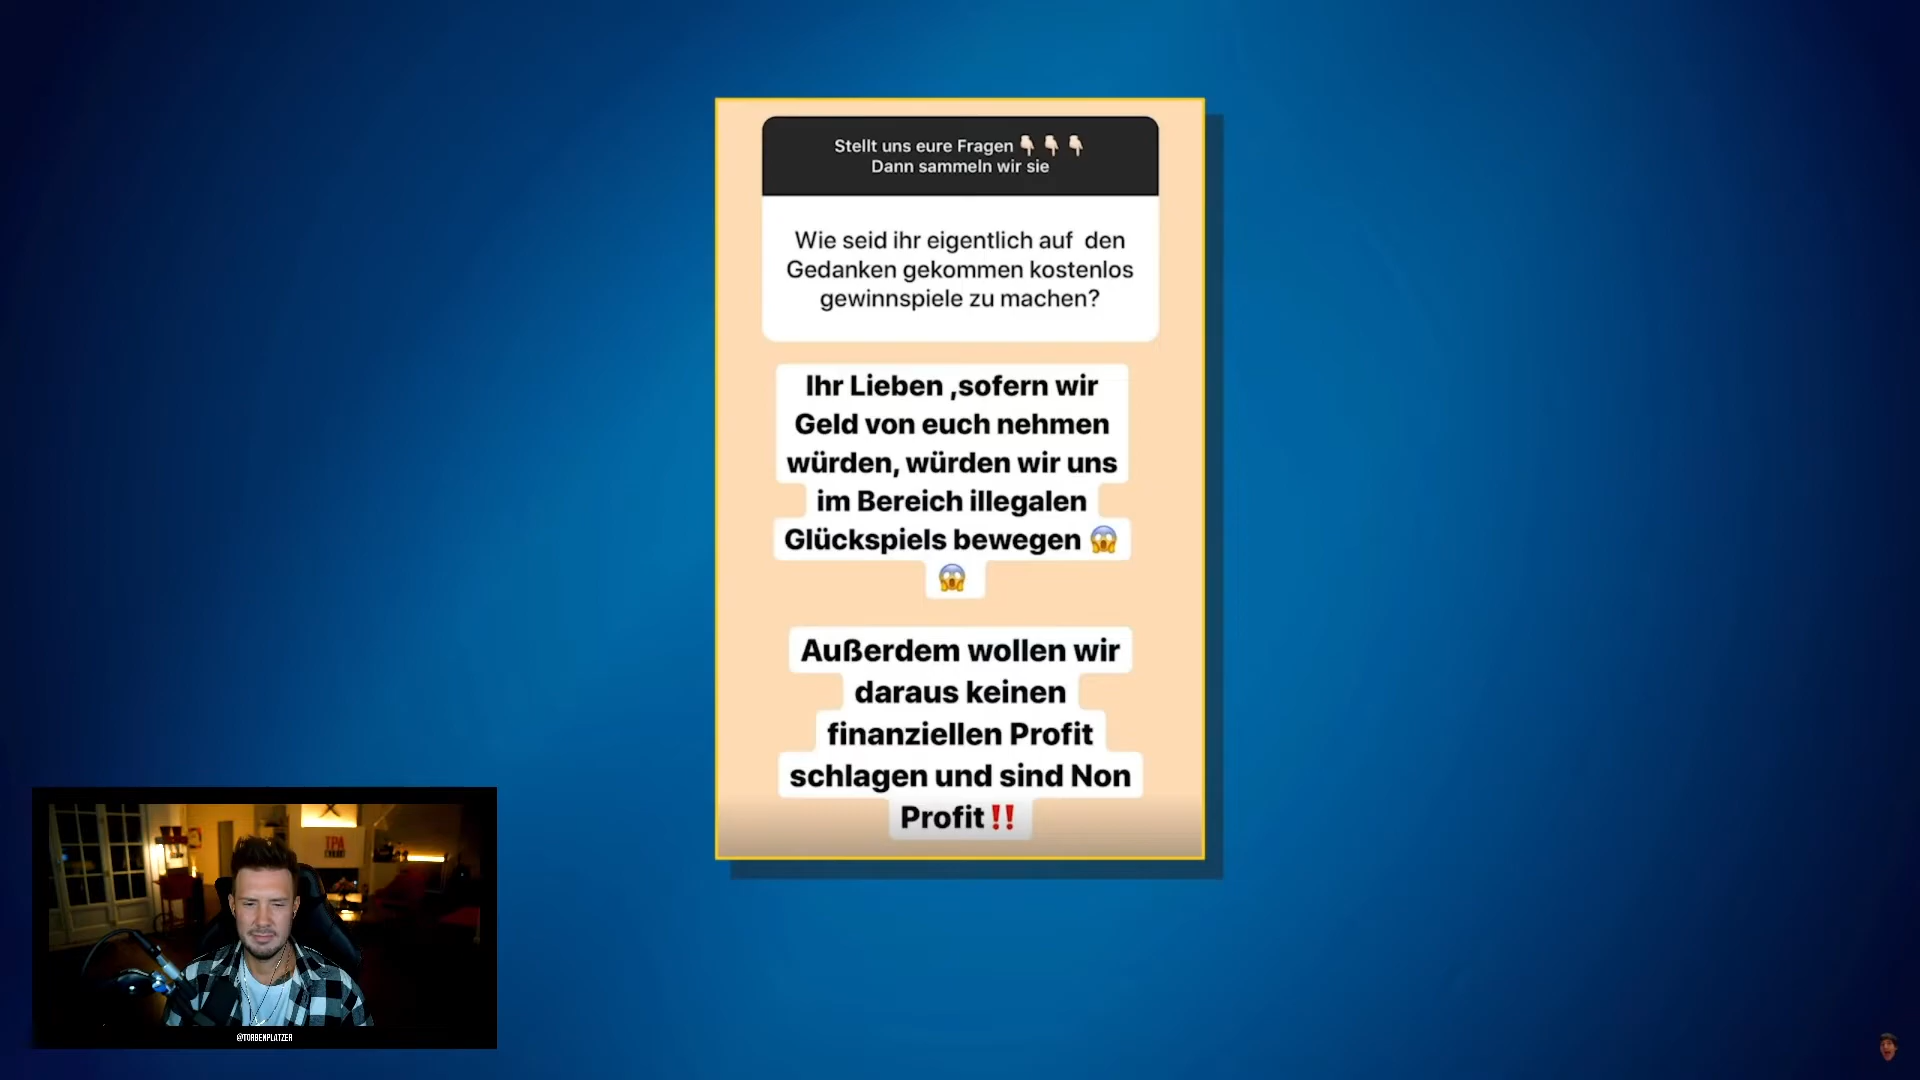 Stellt uns eure Fragen 👇🏻👇🏻👇🏻
Dann sammeln wir sie
Wie seid ihr eigentlich auf den
Gedanken gekommen kostenlos
gewinnspiele zu machen?
Ihr Lieben ,sofern wir
Geld von euch nehmen
würden, würden wir uns
im Bereich illegalen
Glückspiels bewegen 😱
😱
Außerdem wollen wir
daraus keinen
finanziellen Profit
schlagen und sind Non
Profit‼️
TPA
@TORBENPLATZER